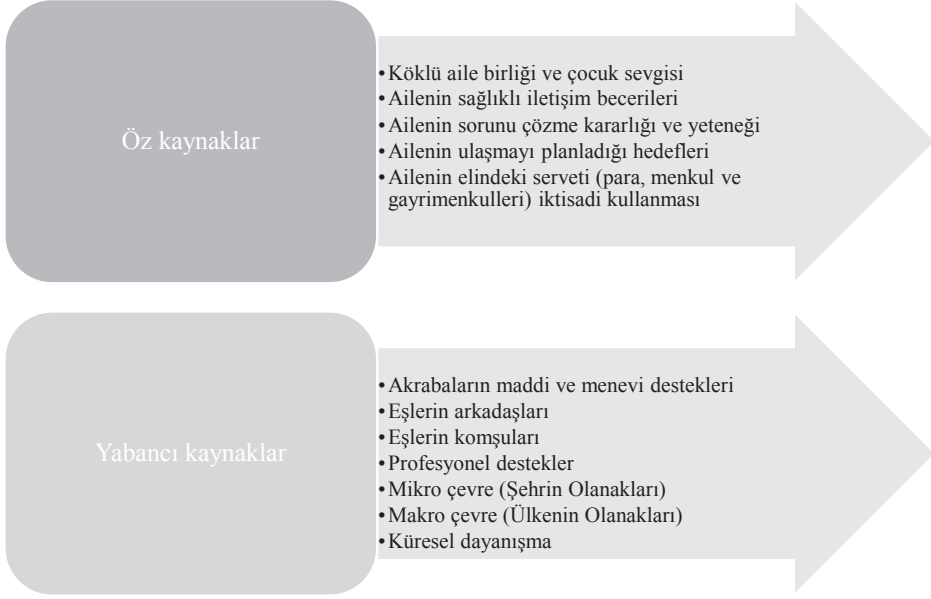 Öz kaynaklar
•Köklü aile birliği ve çocuk sevgisi
•Ailenin sağlıklı iletişim becerileri
•Ailenin sorunu çözme kararlığı ve yeteneği
•Ailenin ulaşmayı planladığı hedefleri
•Ailenin elindeki serveti (para, menkul ve
gayrimenkulleri) iktisadi kullanması
Yabancı kaynaklar
•Akrabaların maddi ve menevi destekleri
•Eşlerin arkadaşları
•Eşlerin komşuları
•Profesyonel destekler
•Mikro çevre (Şehrin Olanakları)
•Makro çevre (Ülkenin Olanakları)
•Küresel dayanışma